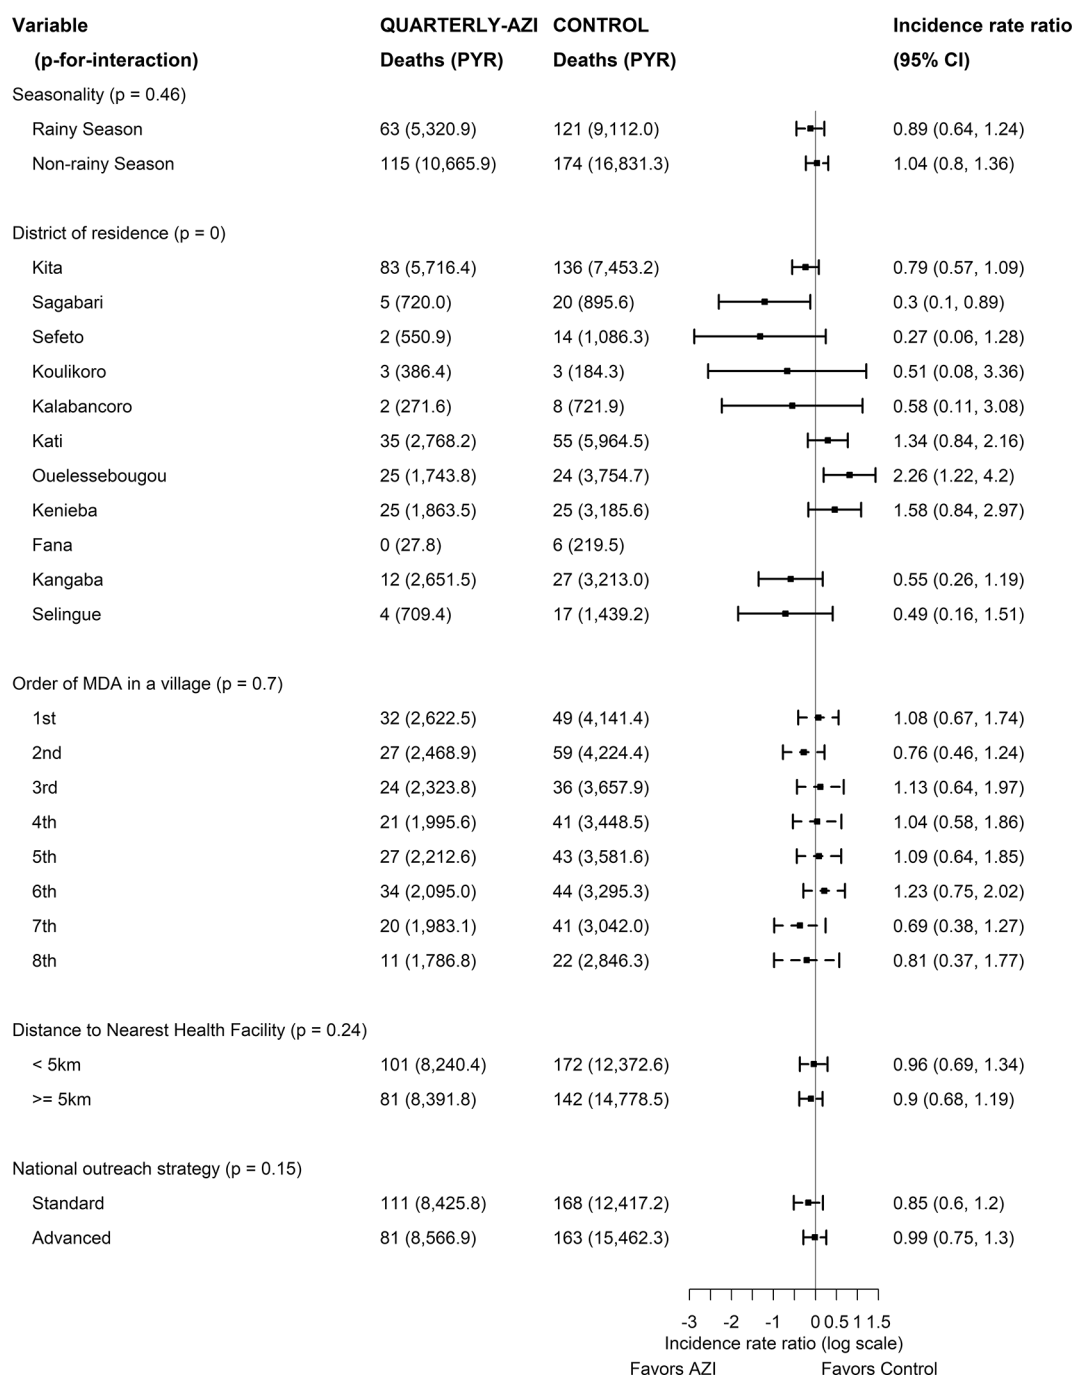 Variable QUARTERLY-AZI CONTROL Incidence rate ratio
(p-for-interaction) Deaths (PYR) Deaths (PYR) (95% CI)
Seasonality (p = 0.46)
Rainy Season 63 (5,320.9) 121 (9,112.0) 0.89 (0.64, 1.24)
Non-rainy Season 115 (10,665.9) 174 (16,831.3) 1.04 (0.8, 1.36)
District of residence (p = 0)
Kita 83 (5,716.4) 136 (7,453.2) 0.79 (0.57, 1.09)
Sagabari 5 (720.0) 20 (895.6) 0.3 (0.1, 0.89)
Sefeto 2 (550.9) 14 (1,086.3) 0.27 (0.06, 1.28)
Koulikoro 3 (386.4) 3 (184.3) 0.51 (0.08, 3.36)
Kalabancoro 2 (271.6) 8 (721.9) 0.58 (0.11, 3.08)
Kati 35 (2,768.2) 55 (5,964.5) 1.34 (0.84, 2.16)
Ouelessebougou 25 (1,743.8) 24 (3,754.7) 2.26 (1.22, 4.2)
Kenieba 25 (1,863.5) 25 (3,185.6) 1.58 (0.84, 2.97)
Fana 0 (27.8) 6 (219.5)
Kangaba 12 (2,651.5) 27 (3,213.0) 0.55 (0.26, 1.19)
Selingue 4 (709.4) 17 (1,439.2) 0.49 (0.16, 1.51)
Order of MDA in a village (p = 0.7)
1st 32 (2,622.5) 49 (4,141.4) 1.08 (0.67, 1.74)
2nd 27 (2,468.9) 59 (4,224.4) 0.76 (0.46, 1.24)
3rd 24 (2,323.8) 36 (3,657.9) 1.13 (0.64, 1.97)
4th 21 (1,995.6) 41 (3,448.5) 1.04 (0.58, 1.86)
5th 27 (2,212.6) 43 (3,581.6) 1.09 (0.64, 1.85)
6th 34 (2,095.0) 44 (3,295.3) 1.23 (0.75, 2.02)
7th 20 (1,983.1) 41 (3,042.0) 0.69 (0.38, 1.27)
8th 11 (1,786.8) 22 (2,846.3) 0.81 (0.37, 1.77)
Distance to Nearest Health Facility (p = 0.24)
< 5km 101 (8,240.4) 172 (12,372.6) 0.96 (0.69, 1.34)
>= 5km 81 (8,391.8) 142 (14,778.5) 0.9 (0.68, 1.19)
National outreach strategy (p = 0.15)
Standard 111 (8,425.8) 168 (12,417.2) 0.85 (0.6, 1.2)
Advanced 81 (8,566.9) 163 (15,462.3) 0.99 (0.75, 1.3)
-3 -2 -1 0 0.5 1 1.5
Incidence rate ratio (log scale)
Favors AZI Favors Control